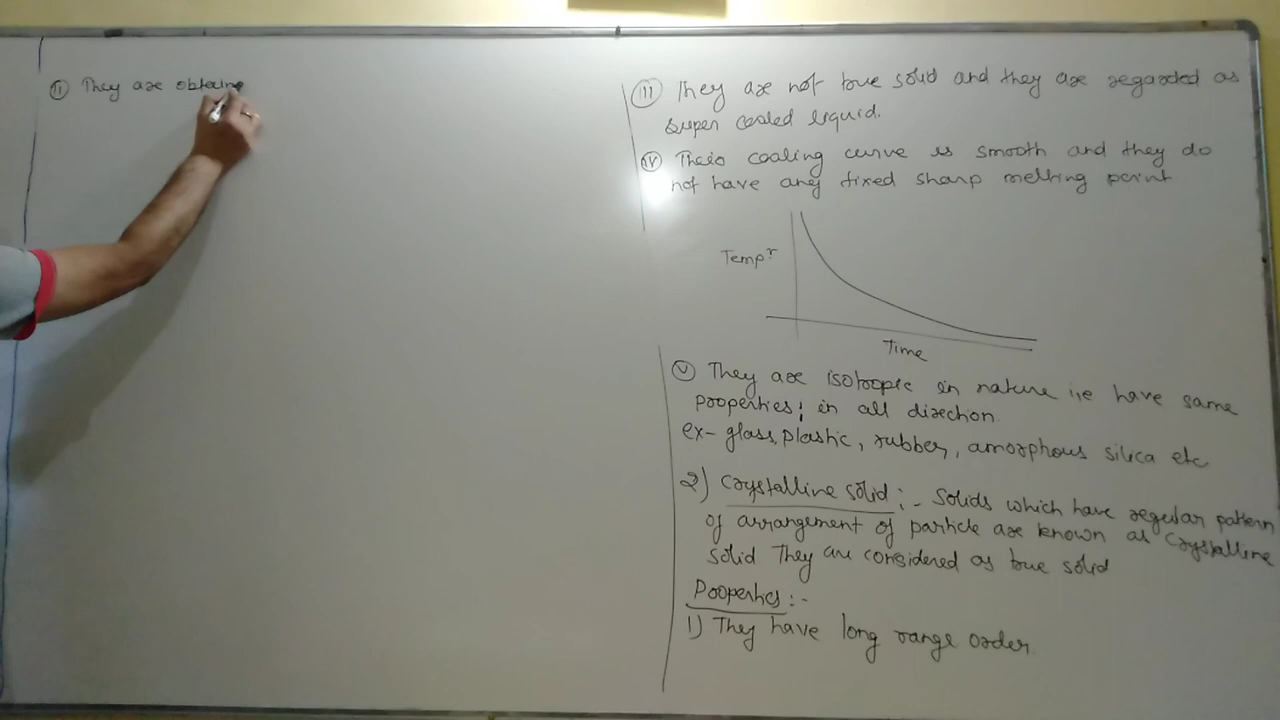 (II) They are obtaine
(III) They are not true solid and they are regarded as
super cooled liquid.
(IV) Their cooling curve is smooth and they do
not have any fixed sharp melting point
Tempr
Time
(V) They are isotropic in nature i,e have same
properties; in all direction.
ex- glass, plastic, rubber, amorphous silica etc
2) Crystalline solid :- Solids which have regular pattern
of arrangement of particle are known as Crystalline
solid They are considered as true solid
Properties :-
1) They have long range order.